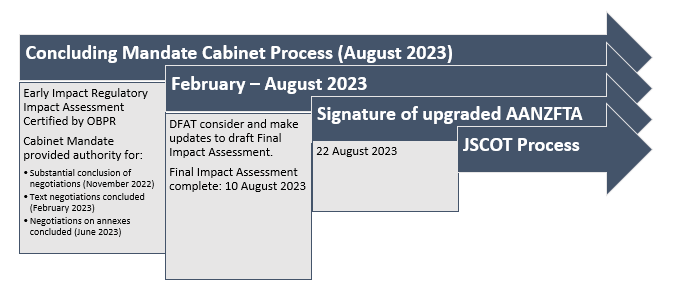 Concluding Mandate Cabinet Process (August 2023)
Early Impact Regulatory
Impact Assessment
Certified by OBPR
Cabinet Mandate
provided authority for:
• Substantial conclusion of
negotiations (November 2022)
• Text negotiations concluded
(February 2023)
• Negotiations on annexes
concluded (June 2023)
February – August 2023
DFAT consider and make
updates to draft Final
Impact Assessment.
Final Impact Assessment
complete: 10 August 2023
Signature of upgraded AANZFTA
22 August 2023
JSCOT Process